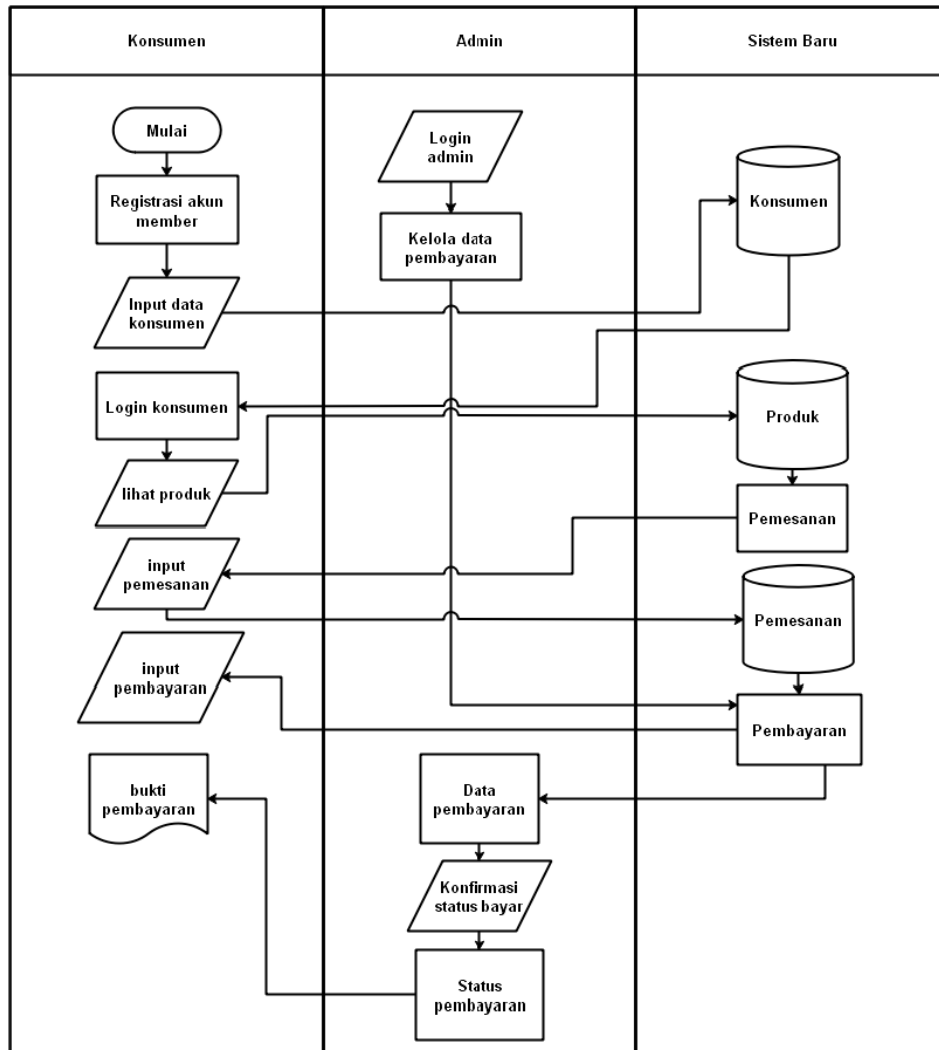 Konsumen
Admin
Sistem Baru
Mulai
Registrasi akun
member
Input data
konsumen
Login konsumen
lihat produk
input
pemesanan
input
pembayaran
bukti
pembayaran
Login
admin
Kelola data
pembayaran
Data
pembayaran
Konfirmasi
status bayar
Status
pembayaran
Konsumen
Produk
Pemesanan
Pemesanan
Pembayaran